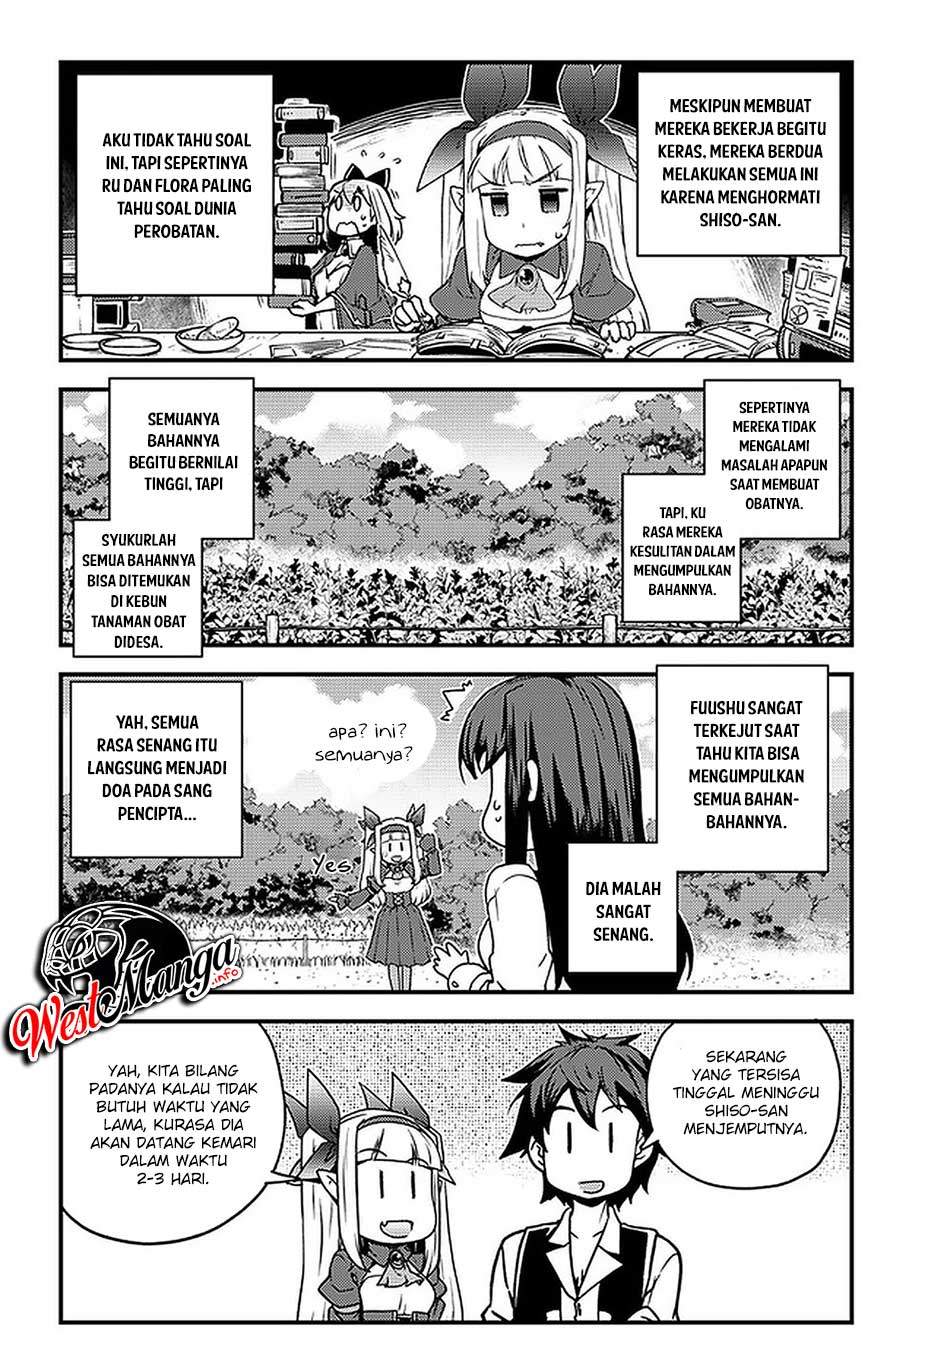 MESKIPUN MEMBUAT
MEREKA BEKERJA BEGITU
KERAS, MEREKA BERDUA
MELAKUKAN SEMUA INI
KARENA MENGHORMATI
SHISO-SAN.
AKU TIDAK TAHU SOAL
INI, TAPI SEPERTINYA
RU DAN FLORA PALING
TAHU SOAL DUNIA
PEROBATAN.
SEPERTINYA
MEREKA TIDAK
MENGALAMI
MASALAH APAPUN
SAAT MEMBUAT
OBATNYA.
TAPI, KU
RASA MEREKA
KESULITAN DALAM
MENGUMPULKAN
BAHANNYA.
SEMUANYA
BAHANNYA
BEGITU BERNILAI
TINGGI, TAPI
SYUKURLAH
SEMUA BAHANNYA
BISA DITEMUKAN
DI KEBUN
TANAMAN OBAT
DIDESA.
FUUSHU SANGAT
TERKEJUT SAAT
TAHU KITA BISA
MENGUMPULKAN
SEMUA BAHAN-
BAHANNYA.
DIA MALAH
SANGAT
SENANG.
apa? ini?
semuanya?
Yes.
YAH, SEMUA
RASA SENANG ITU
LANGSUNG MENJADI
DOA PADA SANG
PENCIPTA...
WestManga
.info
SEKARANG
YANG TERSISA
TINGGAL MENINGGU
SHISO-SAN
MENJEMPUTNYA.
YAH, KITA BILANG
PADANYA KALAU TIDAK
BUTUH WAKTU YANG
LAMA, KURASA DIA
AKAN DATANG KEMARI
DALAM WAKTU
2-3 HARI.